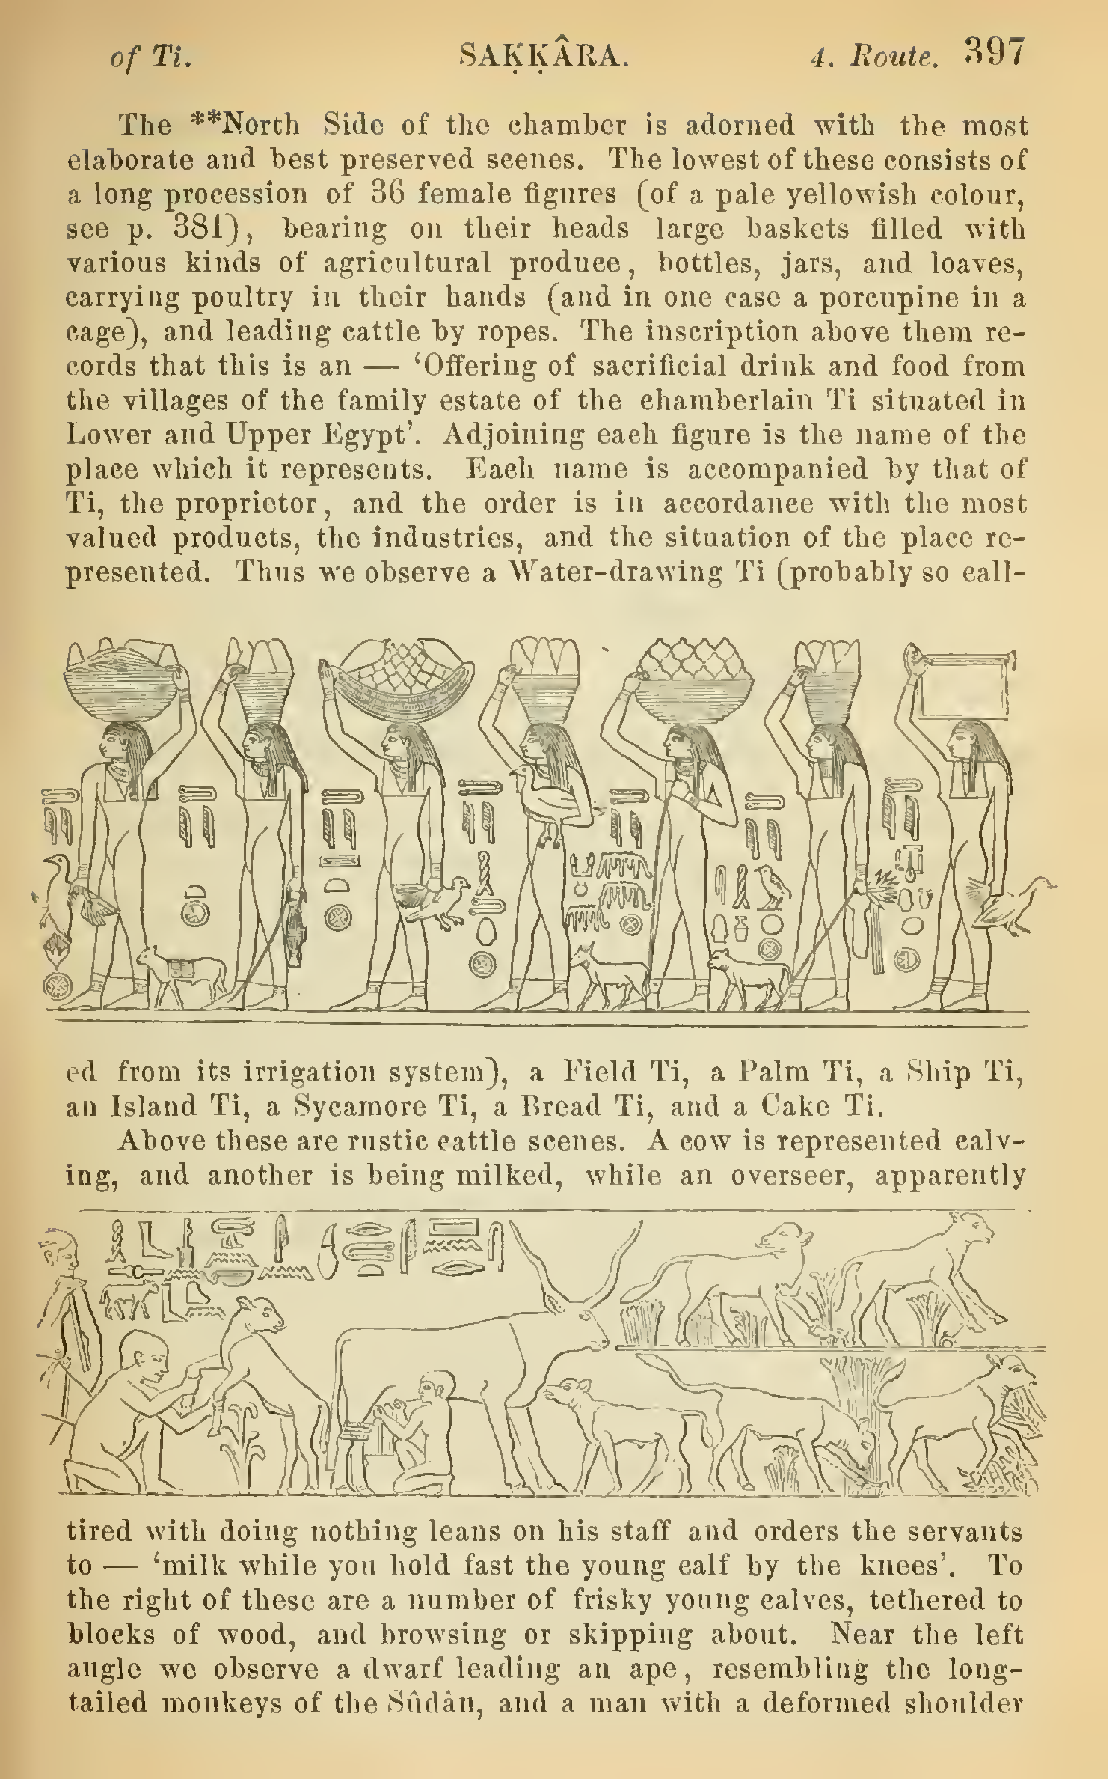 of Ti. SAḲḲÂRA. 4. Route. 397
The **North Side of the chamber is adorned with the most
elaborate and best preserved scenes. The lowest of these consists of
a long procession of 36 female figures (of a pale yellowish colour,
see p. 381), bearing on their heads large baskets filled with
various kinds of agricultural produce, bottles, jars, and loaves,
carrying poultry in their hands (and in one case a porcupine in a
cage), and leading cattle by ropes. The inscription above them re-
cords that this is an — ‘Offering of sacrificial drink and food from
the villages of the family estate of the chamberlain Ti situated in
Lower and Upper Egypt’. Adjoining each figure is the name of the
place which it represents. Each name is accompanied by that of
Ti, the proprietor, and the order is in accordance with the most
valued products, the industries, and the situation of the place re-
presented. Thus we observe a Water-drawing Ti (probably so call-
ed from its irrigation system), a Field Ti, a Palm Ti, a Ship Ti,
an Island Ti, a Sycamore Ti, a Bread Ti, and a Cake Ti.
Above these are rustic cattle scenes. A cow is represented calv-
ing, and another is being milked, while an overseer, apparently
tired with doing nothing leans on his staff and orders the servants
to — ‘milk while you hold fast the young calf by the knees’. To
the right of these are a number of frisky young calves, tethered to
blocks of wood, and browsing or skipping about. Near the left
angle we observe a dwarf leading an ape, resembling the long-
tailed monkeys of the Sûdân, and a man with a deformed shoulder